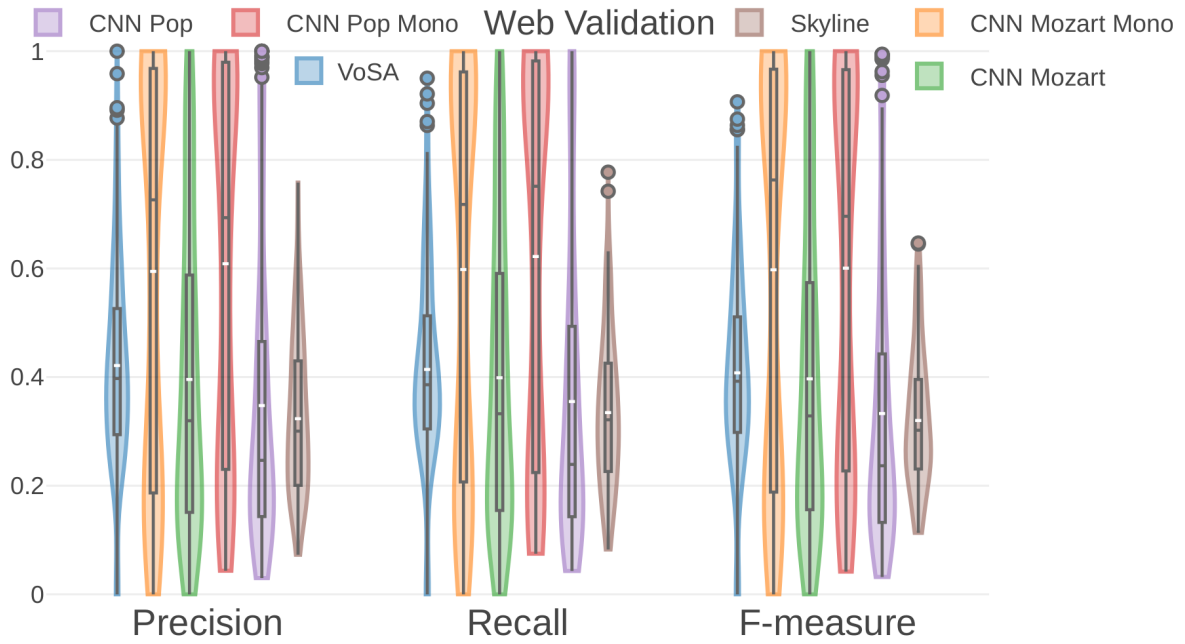 CNN Pop CNN Pop Mono Web Validation Skyline CNN Mozart Mono
VoSA CNN Mozart
1
0.8
0.6
0.4
0.2
0
Precision Recall F-measure